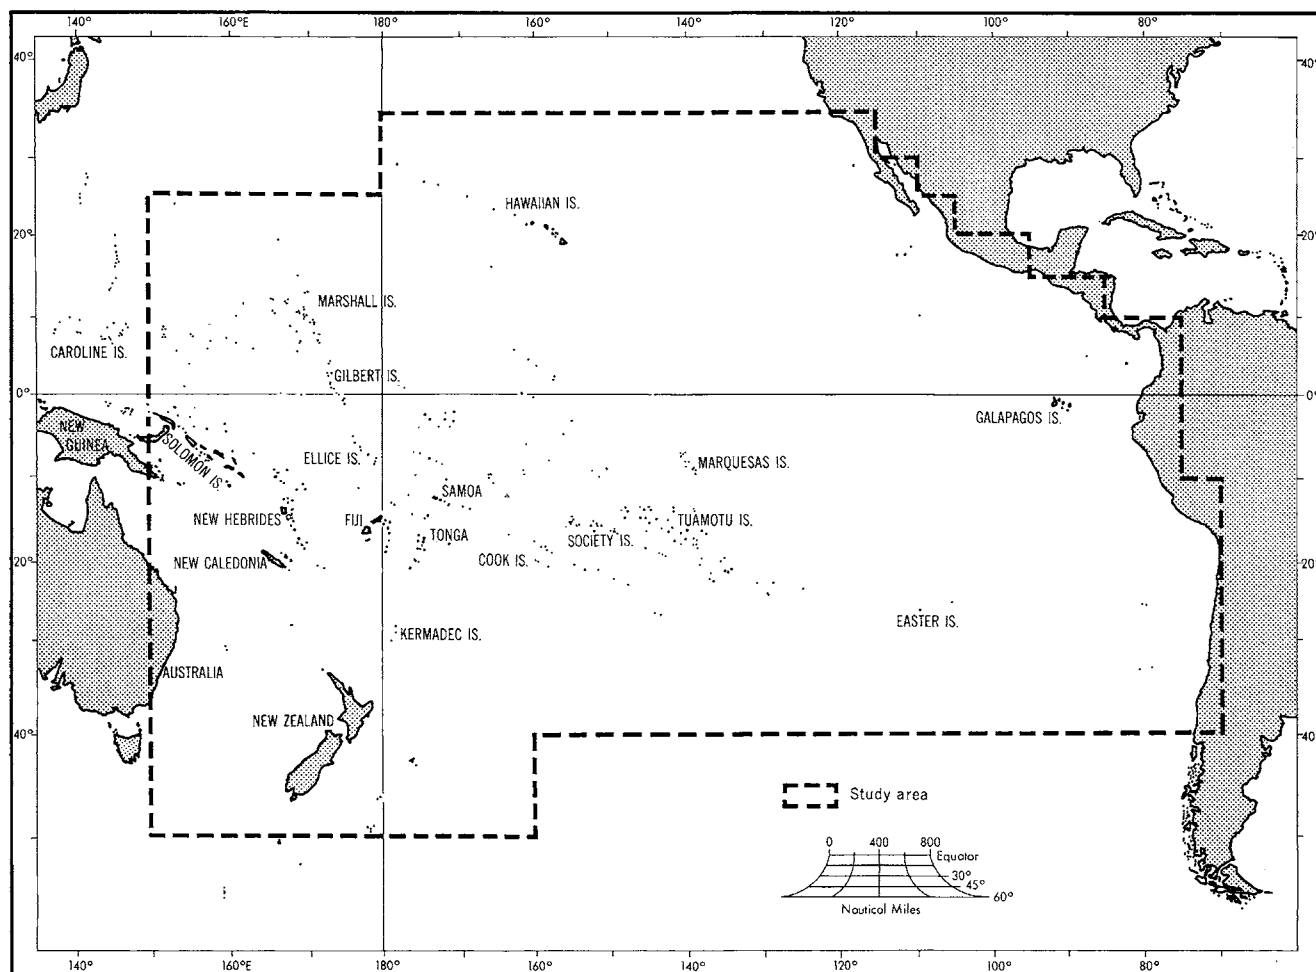 140° 160°E 180° 160° 140° 120° 100° 80°
40° 40°
HAWAIIAN IS.
20° 20°
MARSHALL IS.
CAROLINE IS.
GILBERT IS.
0° 0°
GALAPAGOS IS.
NEW
GUINEA
SOLOMON IS.
ELLICE IS.
MARQUESAS IS.
SAMOA
NEW HEBRIDES
FIJI
TUAMOTU IS.
TONGA
SOCIETY IS.
NEW CALEDONIA
COOK IS.
20° 20°
EASTER IS.
KERMADEC IS.
AUSTRALIA
NEW ZEALAND
40° 40°
Study area
0 400 800
Equator
30°
45°
60°
Nautical Miles
140° 160°E 180° 160° 140° 120° 100° 80°